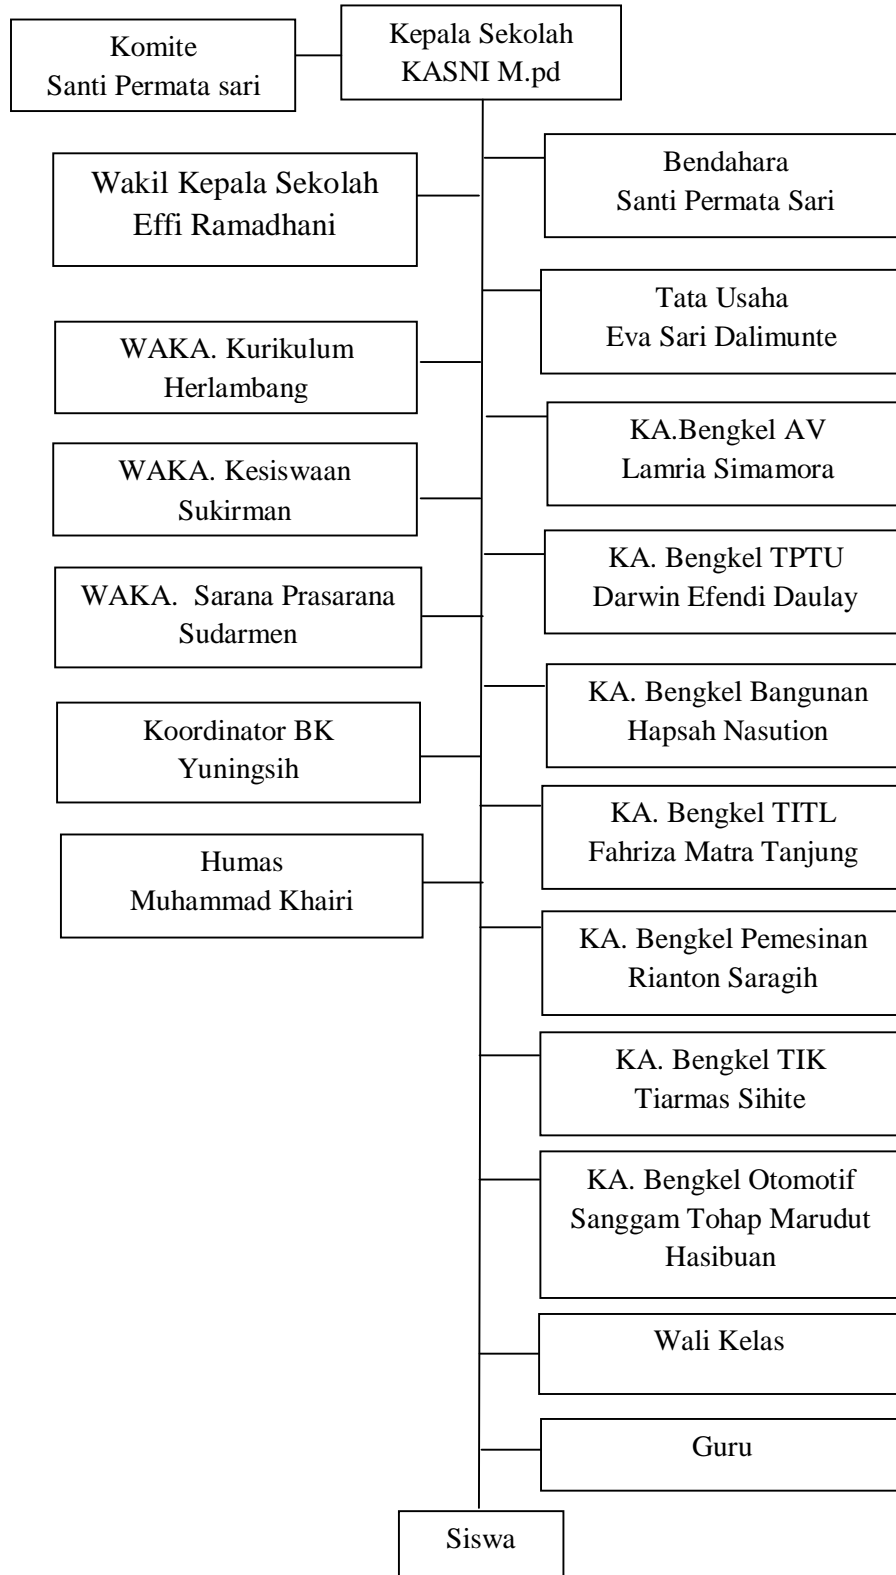 Komite
Santi Permata sari
Kepala Sekolah
KASNI M.pd
Wakil Kepala Sekolah
Effi Ramadhani
Bendahara
Santi Permata Sari
Tata Usaha
Eva Sari Dalimunte
WAKA. Kurikulum
Herlambang
KA.Bengkel AV
Lamria Simamora
WAKA. Kesiswaan
Sukirman
KA. Bengkel TPTU
Darwin Efendi Daulay
WAKA.  Sarana Prasarana
Sudarmen
KA. Bengkel Bangunan
Hapsah Nasution
Koordinator BK
Yuningsih
KA. Bengkel TITL
Fahriza Matra Tanjung
Humas
Muhammad Khairi
KA. Bengkel Pemesinan
Rianton Saragih
KA. Bengkel TIK
Tiarmas Sihite
KA. Bengkel Otomotif
Sanggam Tohap Marudut
Hasibuan
Wali Kelas
Guru
Siswa